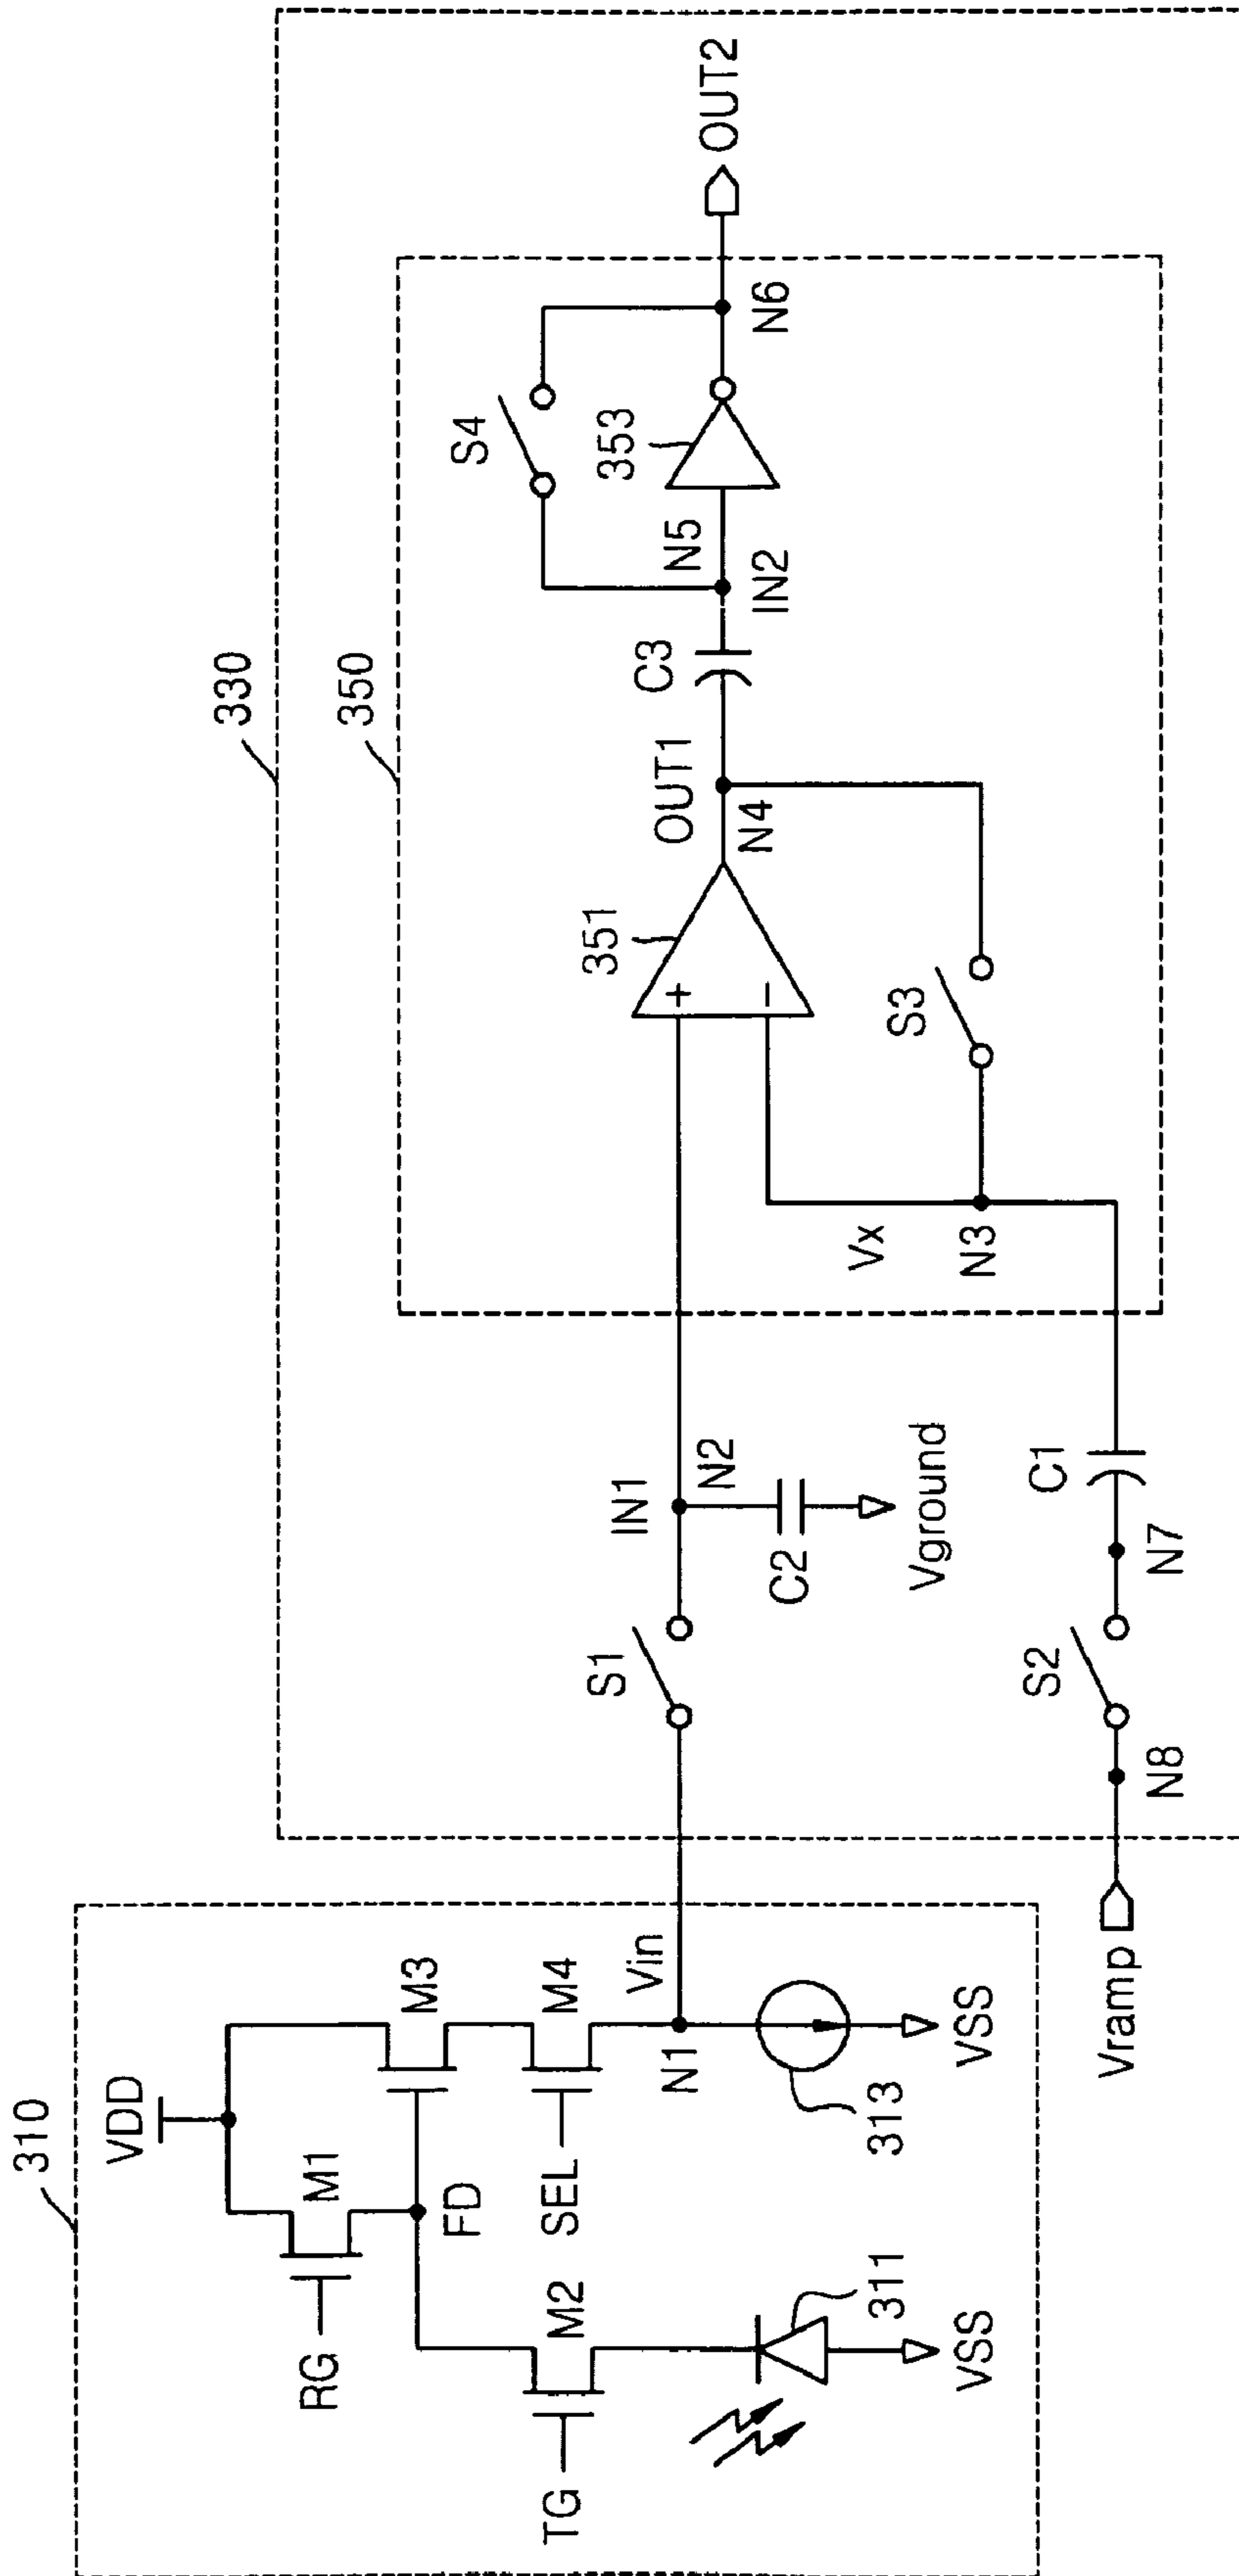 310
VDD
RG
M1
M3
FD
SEL
M4
TG
M2
311
VSS
Vin
N1
313
VSS
330
350
S1
IN1
N2
C2
Vground
Vramp
N8
S2
N7
C1
351
+
−
Vx
N3
S3
OUT1
N4
C3
N5
IN2
S4
353
N6
OUT2